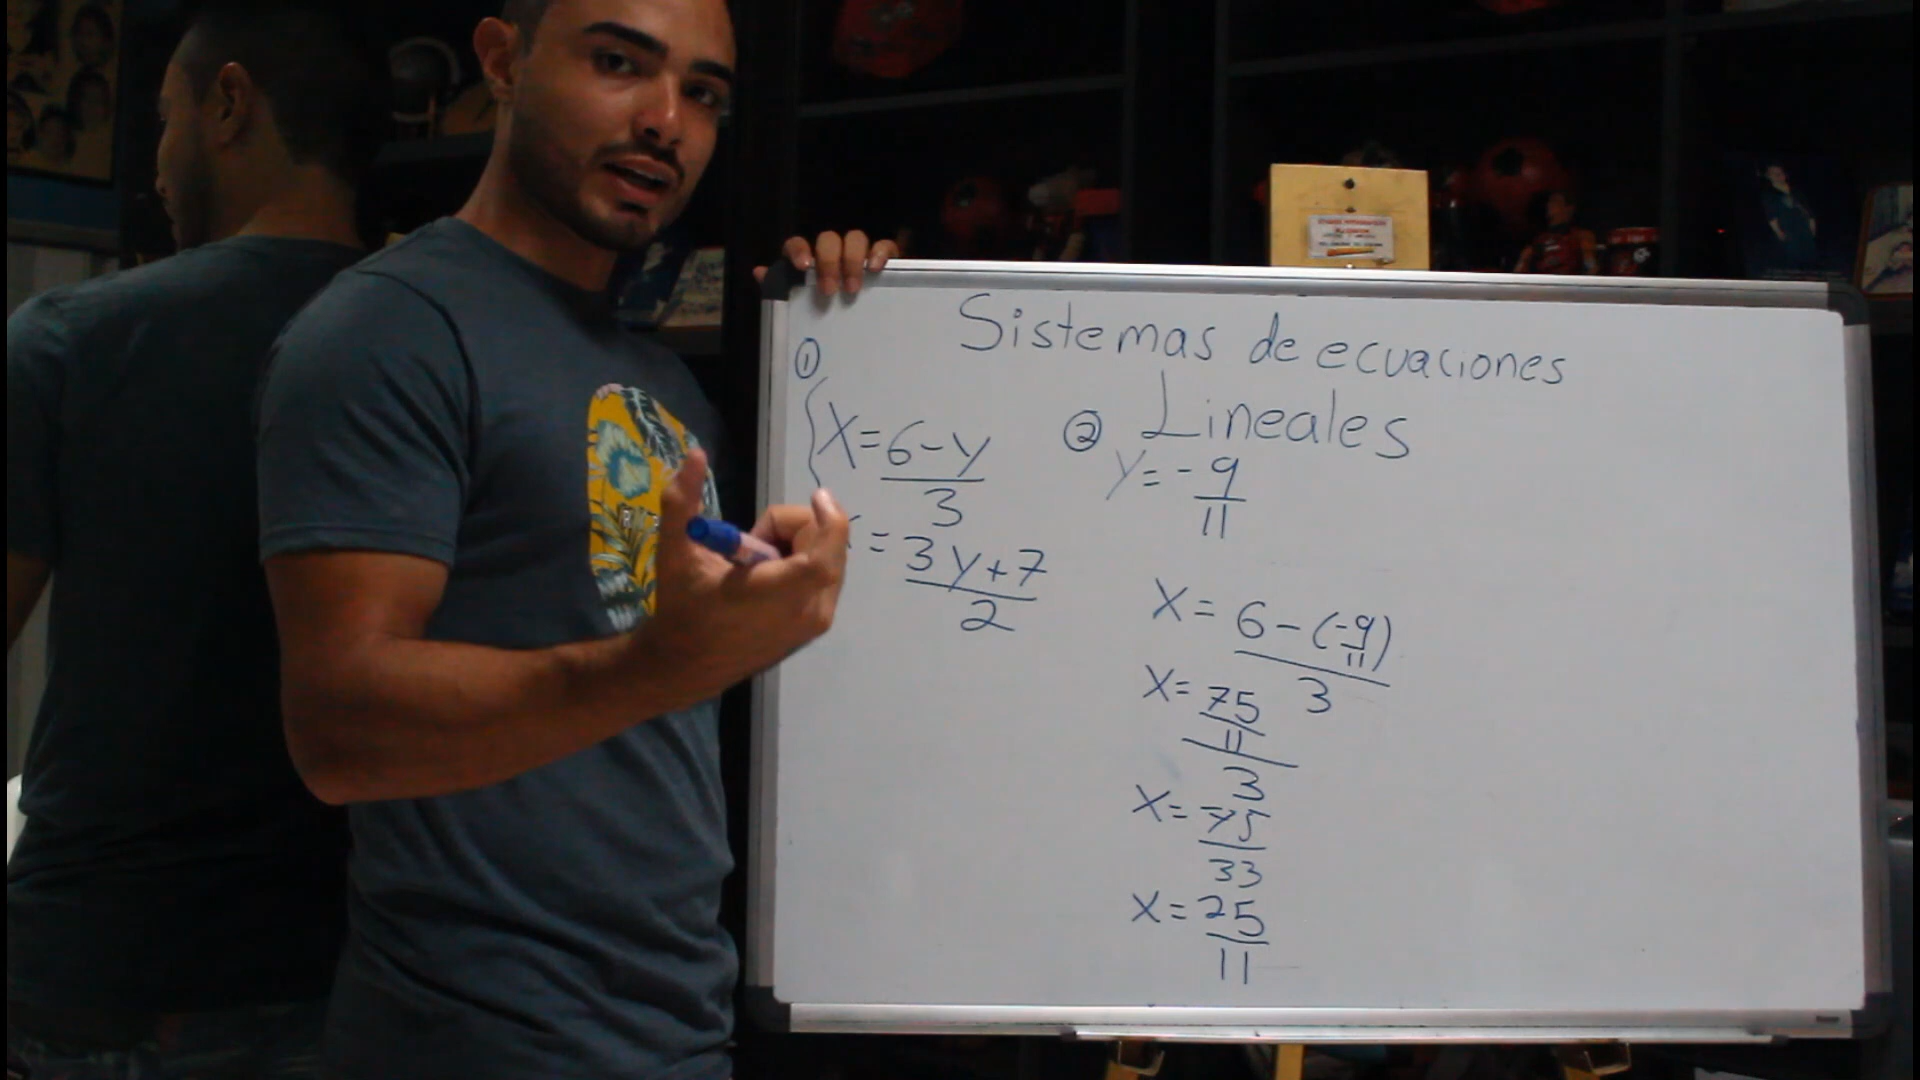 Sistemas de ecuaciones
Lineales
①
x = 6 - y
3
= 3y + 7
2
②
y = - 9
11
x = 6 - (-9/11)
3
x = 75
11
3
x = 75
33
x = 25
11